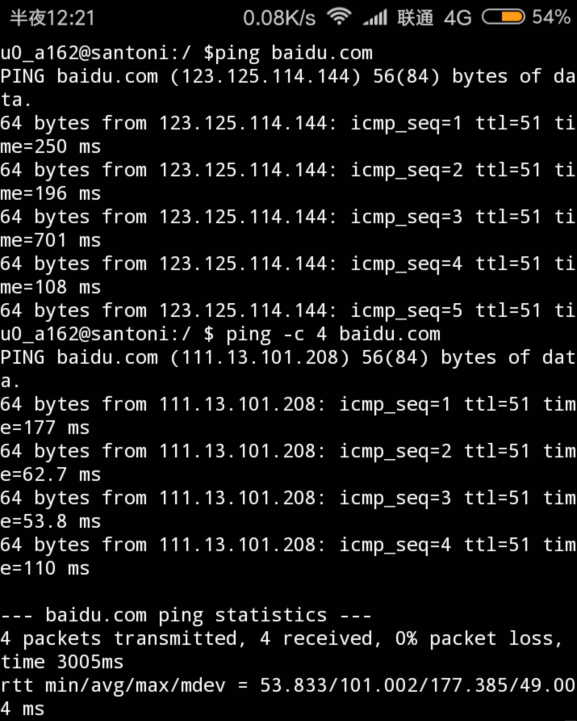 半夜12:21 0.08K/s 联通 4G 54%
u0_a162@santoni:/ $ping baidu.com
PING baidu.com (123.125.114.144) 56(84) bytes of da
ta.
64 bytes from 123.125.114.144: icmp_seq=1 ttl=51 ti
me=250 ms
64 bytes from 123.125.114.144: icmp_seq=2 ttl=51 ti
me=196 ms
64 bytes from 123.125.114.144: icmp_seq=3 ttl=51 ti
me=701 ms
64 bytes from 123.125.114.144: icmp_seq=4 ttl=51 ti
me=108 ms
64 bytes from 123.125.114.144: icmp_seq=5 ttl=51 ti
u0_a162@santoni:/ $ ping -c 4 baidu.com
PING baidu.com (111.13.101.208) 56(84) bytes of dat
a.
64 bytes from 111.13.101.208: icmp_seq=1 ttl=51 tim
e=177 ms
64 bytes from 111.13.101.208: icmp_seq=2 ttl=51 tim
e=62.7 ms
64 bytes from 111.13.101.208: icmp_seq=3 ttl=51 tim
e=53.8 ms
64 bytes from 111.13.101.208: icmp_seq=4 ttl=51 tim
e=110 ms

--- baidu.com ping statistics ---
4 packets transmitted, 4 received, 0% packet loss,
time 3005ms
rtt min/avg/max/mdev = 53.833/101.002/177.385/49.00
4 ms